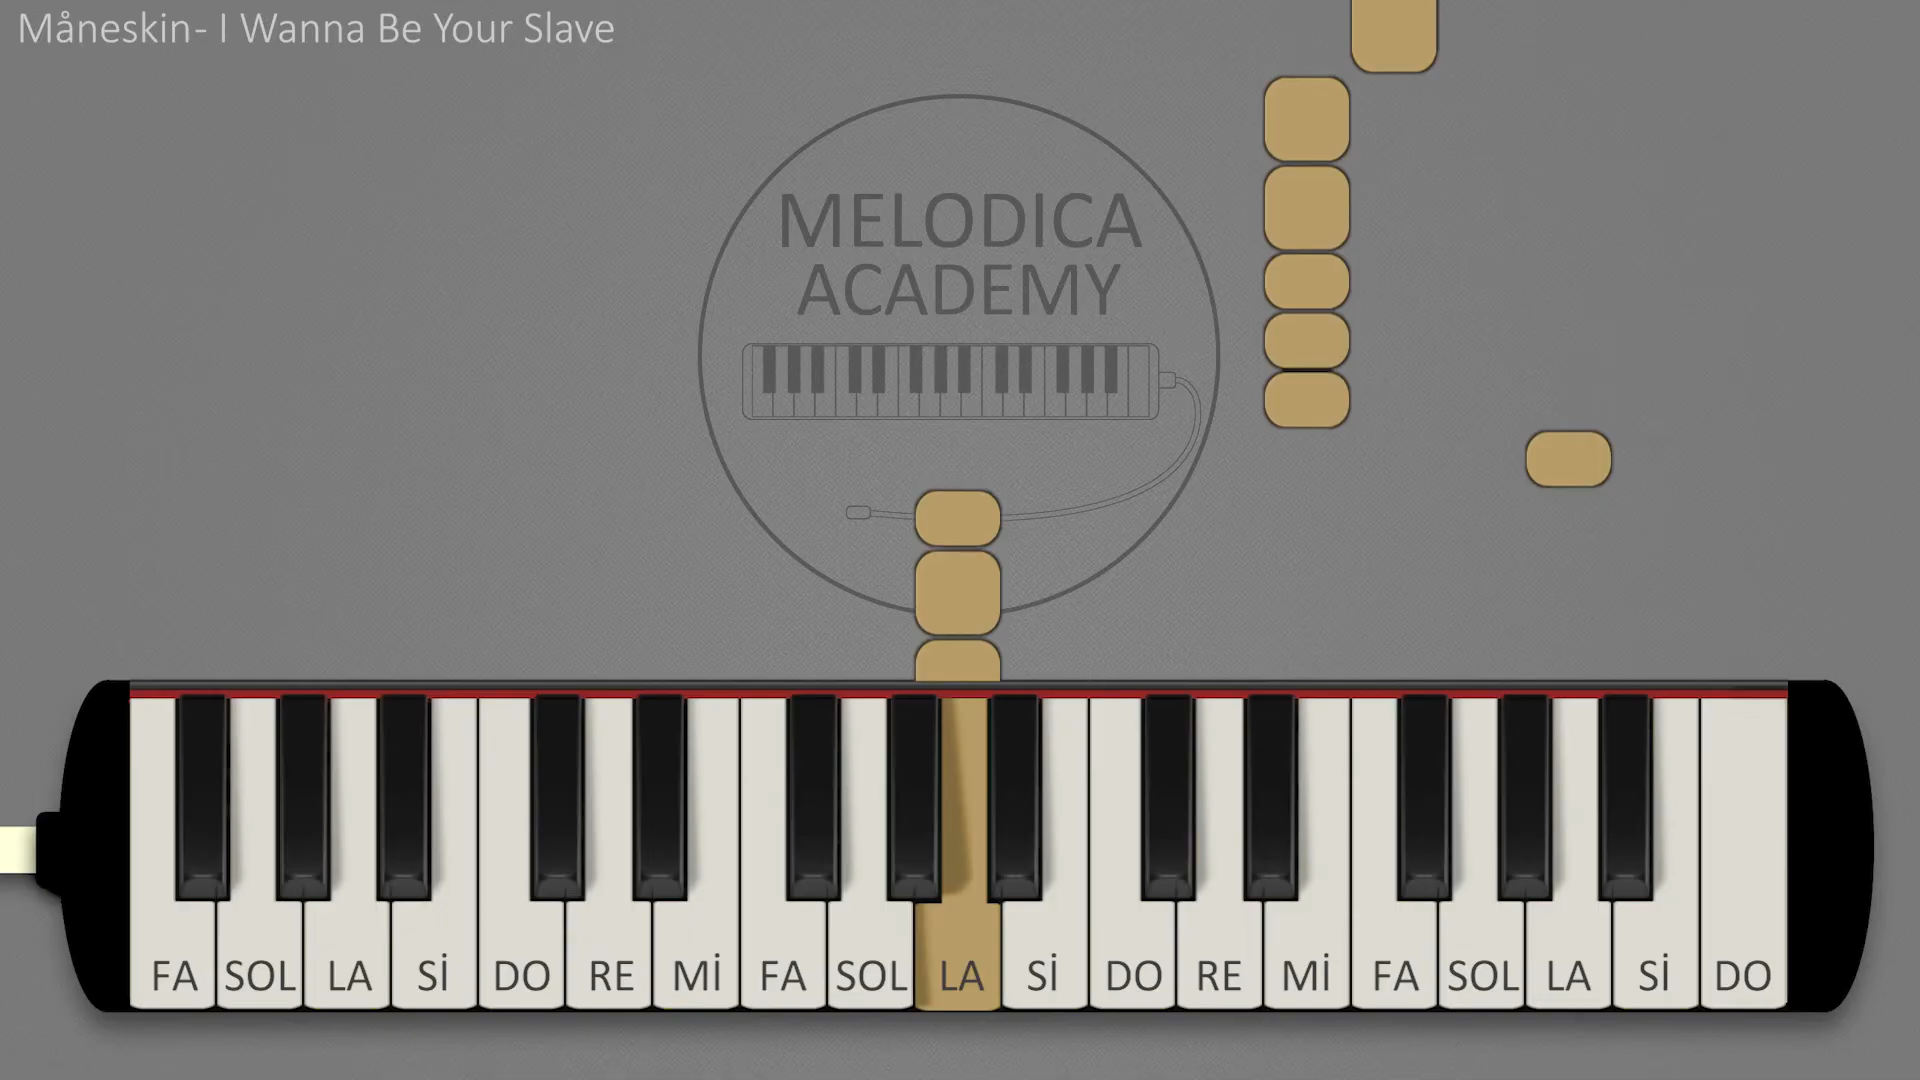 Måneskin- I Wanna Be Your Slave
MELODICA
ACADEMY
FA SOL LA Sİ DO RE Mİ FA SOL LA Sİ DO RE Mİ FA SOL LA Sİ DO